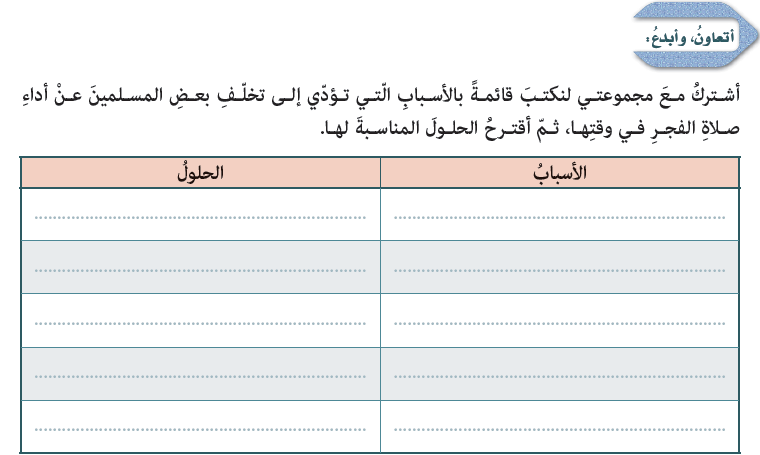 أتعاونُ، وأبدعُ:
أشتركُ معَ مجموعتي لنكتبَ قائمةً بالأسبابِ الّتي تؤدّي إلى تخلّفِ بعضِ المسلمينَ عنْ أداءِ
صلاةِ الفجرِ في وقتِها، ثمّ أقترحُ الحلولَ المناسبةَ لها.
الأسبابُ الحلولُ